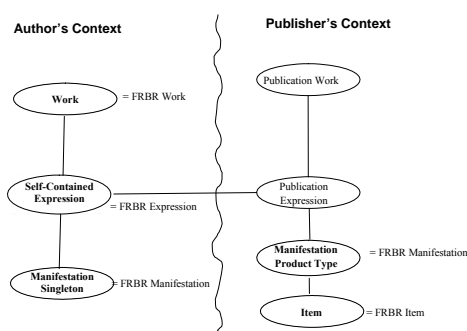 Author's Context
Publisher's Context
Work
= FRBR Work
Publication Work
Self-Contained
Expression
= FRBR Expression
Publication
Expression
Manifestation
Product Type
= FRBR Manifestation
Manifestation
Singleton
= FRBR Manifestation
Item
=FRBR Item